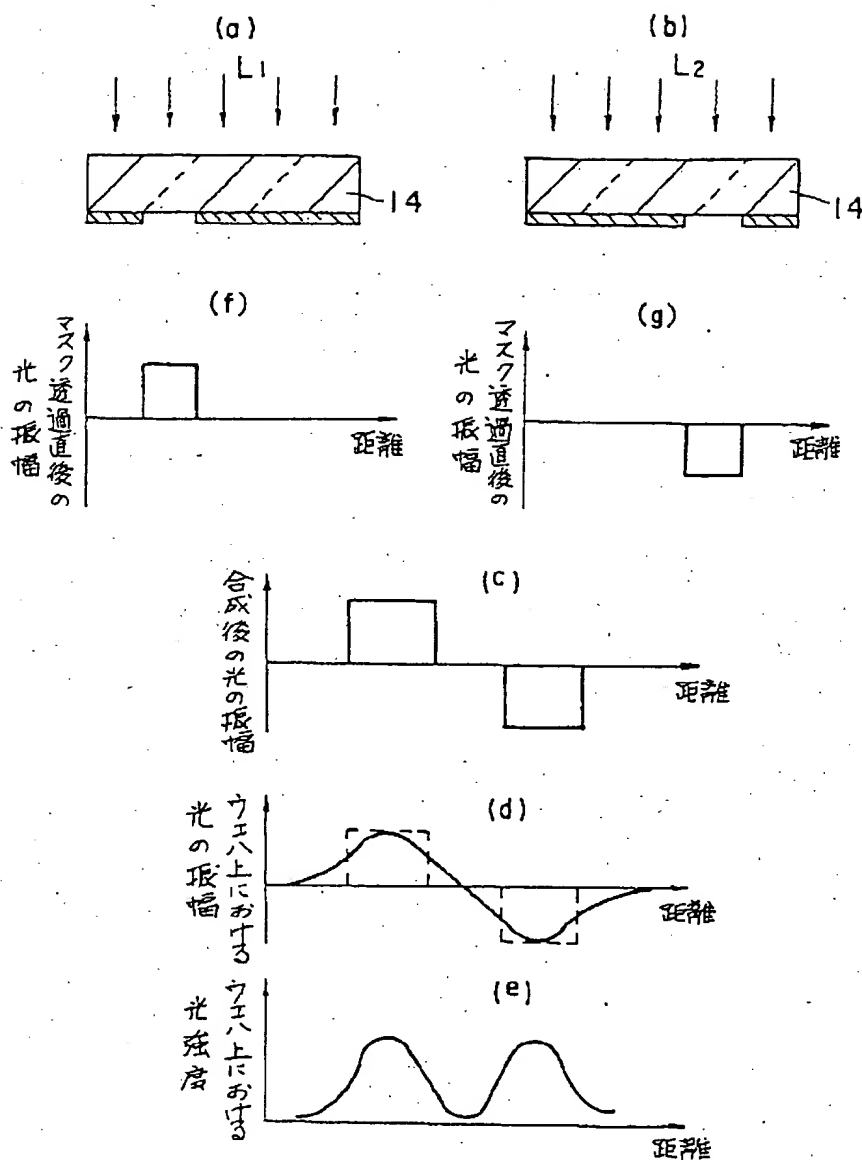 (a)
L1
14
(b)
L2
14
(f)
マスク透過直後の
光の振幅
距離
(g)
マスク透過直後の
光の振幅
距離
(c)
合成後の光の振幅
距離
(d)
ウエハ上における
光の振幅
距離
(e)
ウエハ上における
光強度
距離